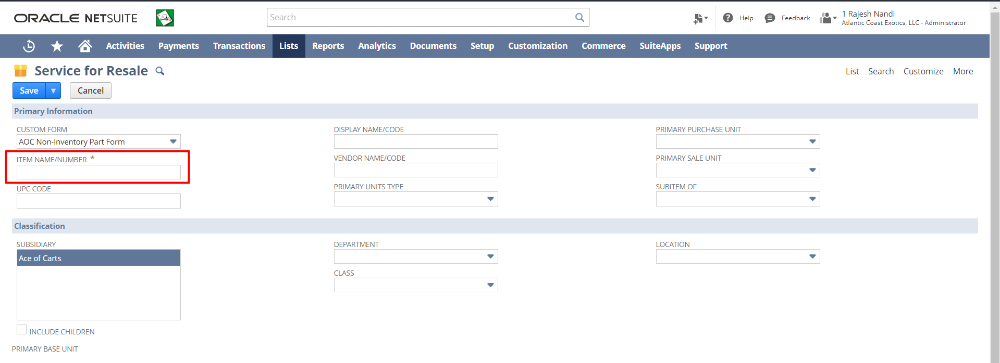 ORACLE NETSUITE
Search
Help
Feedback
1 Rajesh Nandi
Atlantic Coast Exotics, LLC - Administrator
Activities Payments Transactions Lists Reports Analytics Documents Setup Customization Commerce SuiteApps Support
Service for Resale
List Search Customize More
Save Cancel
Primary Information
CUSTOM FORM
AOC Non-Inventory Part Form
ITEM NAME/NUMBER *
UPC CODE
DISPLAY NAME/CODE
VENDOR NAME/CODE
PRIMARY UNITS TYPE
PRIMARY PURCHASE UNIT
PRIMARY SALE UNIT
SUBITEM OF
Classification
SUBSIDIARY
Ace of Carts
INCLUDE CHILDREN
DEPARTMENT
CLASS
LOCATION
PRIMARY BASE UNIT